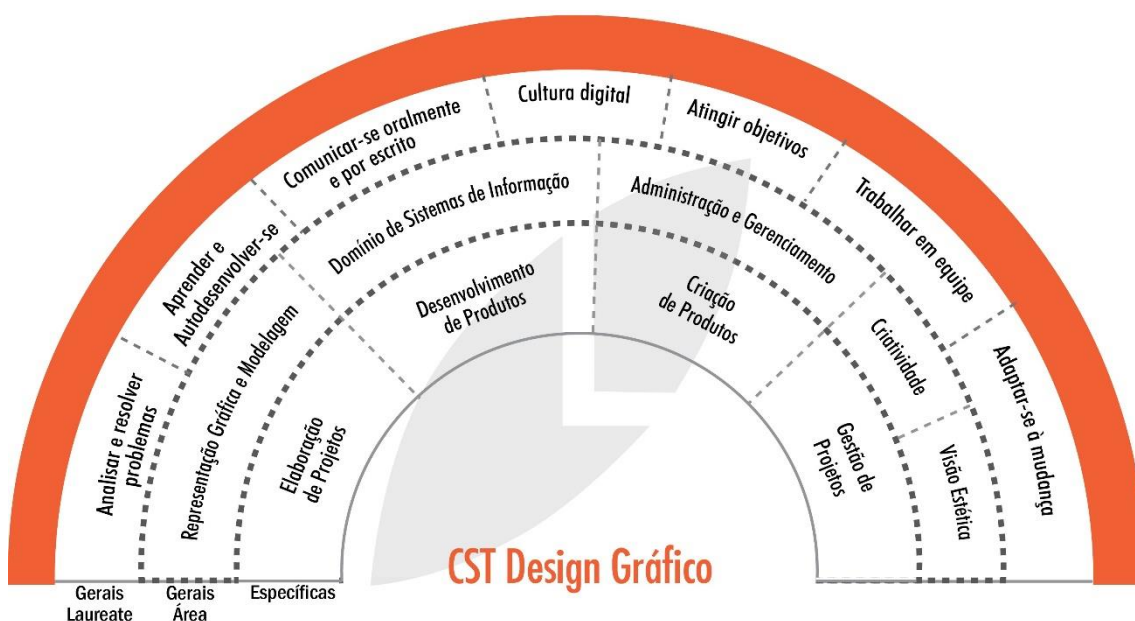 Analisar e resolver
problemas
Aprender e
Autodesenvolver-se
Comunicar-se oralmente
e por escrito
Cultura digital
Atingir objetivos
Trabalhar em equipe
Adaptar-se à mudança
Representação Gráfica e Modelagem
Domínio de Sistemas de Informação
Administração e Gerenciamento
Criatividade
Visão Estética
Elaboração
de Projetos
Desenvolvimento
de Produtos
Criação
de Produtos
Gestão de
Projetos
CST Design Gráfico
Gerais
Laureate
Gerais
Área
Específicas